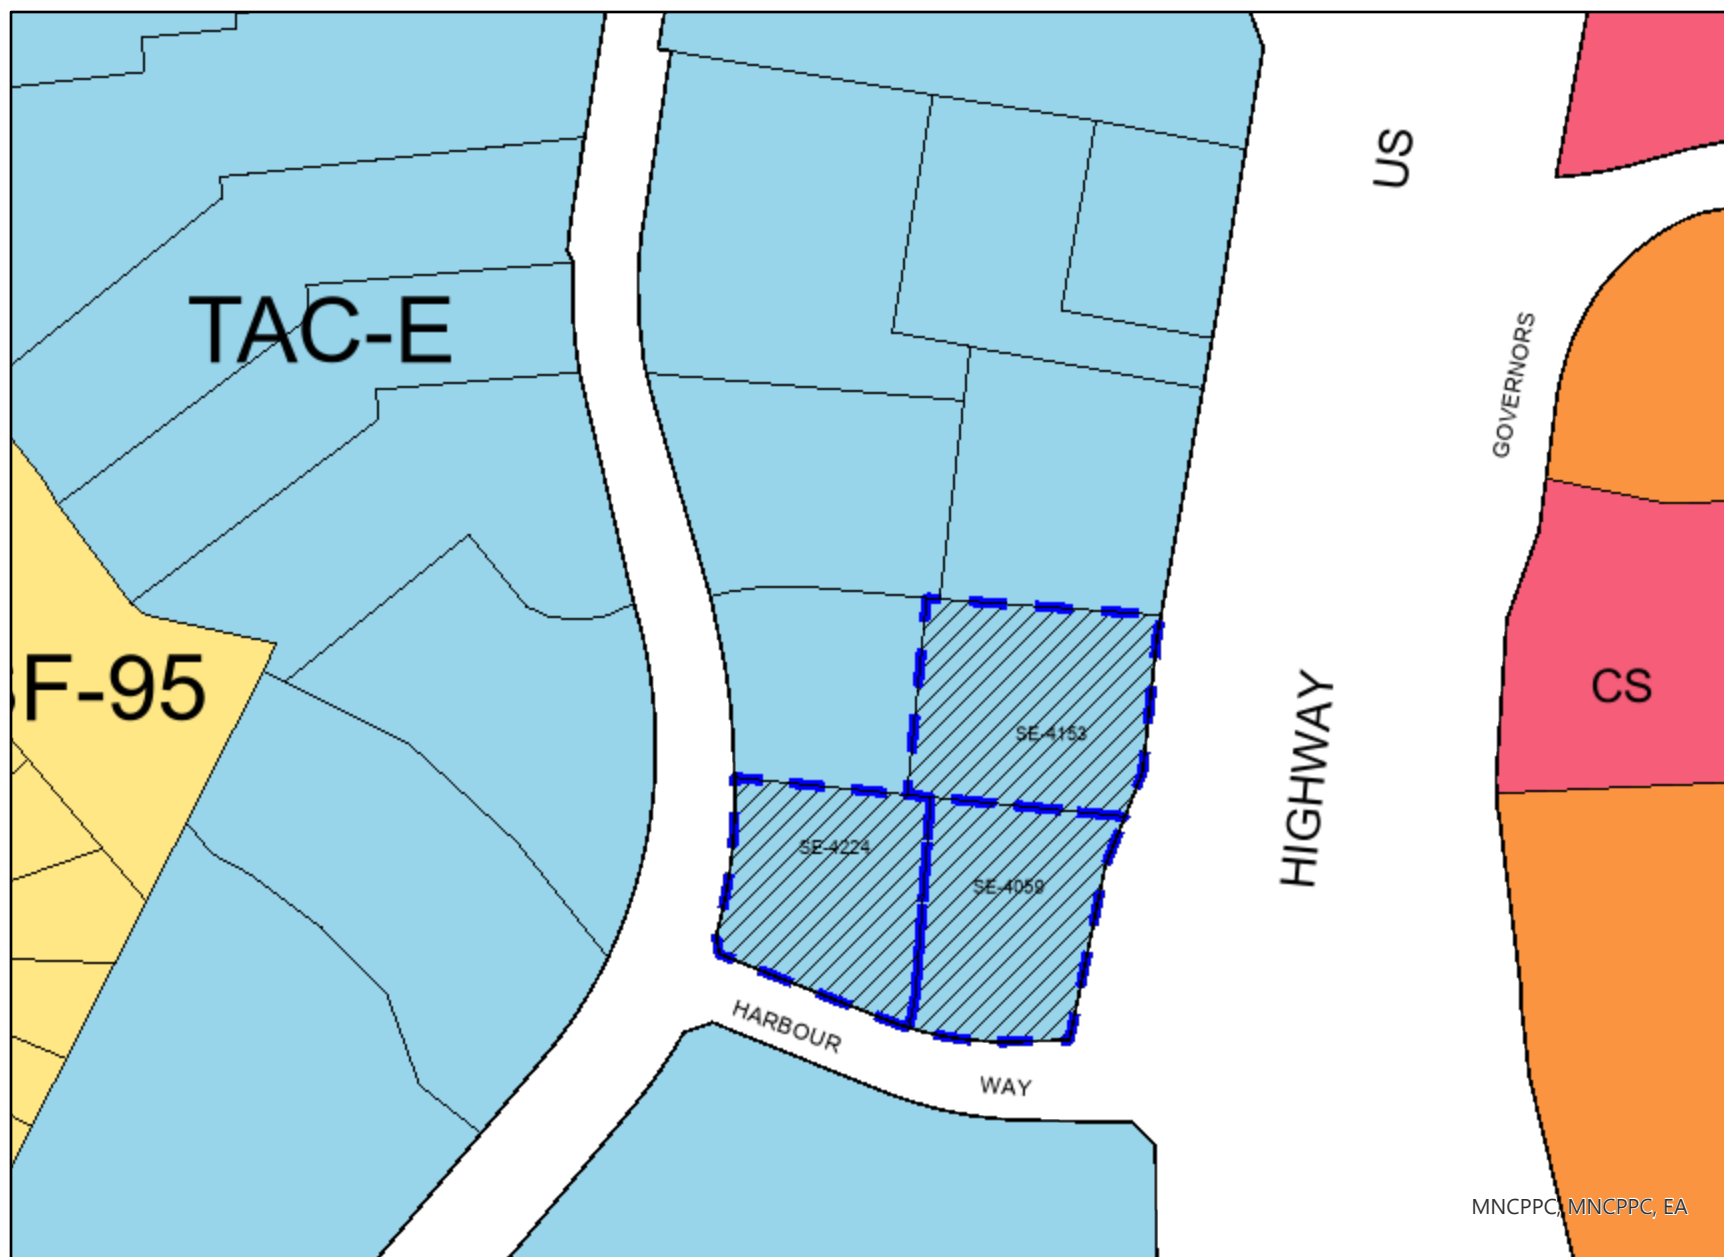 US
TAC-E
GOVERNORS
SF-95
CS
HIGHWAY
SE-4153
SE-4224
SE-4059
HARBOUR
WAY
MNCPPC, MNCPPC, EA